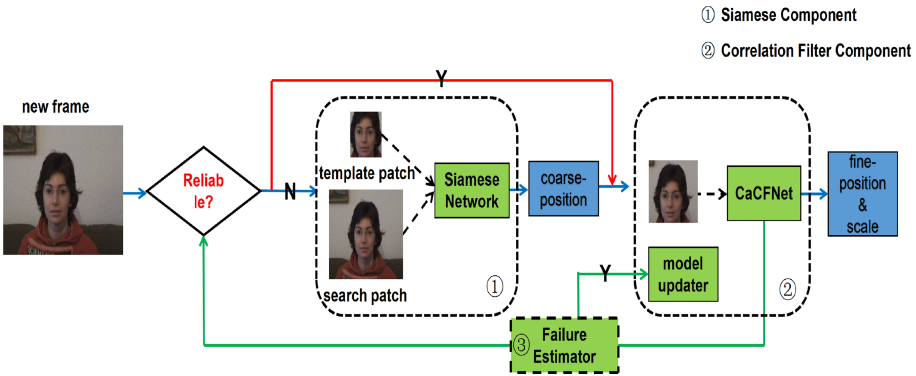 ① Siamese Component
② Correlation Filter Component
new frame
Y
Reliab
le?
N
template patch
search patch
Siamese
Network
①
coarse-
position
CaCFNet
fine-
position
&
scale
model
updater
②
Y
③ Failure
Estimator